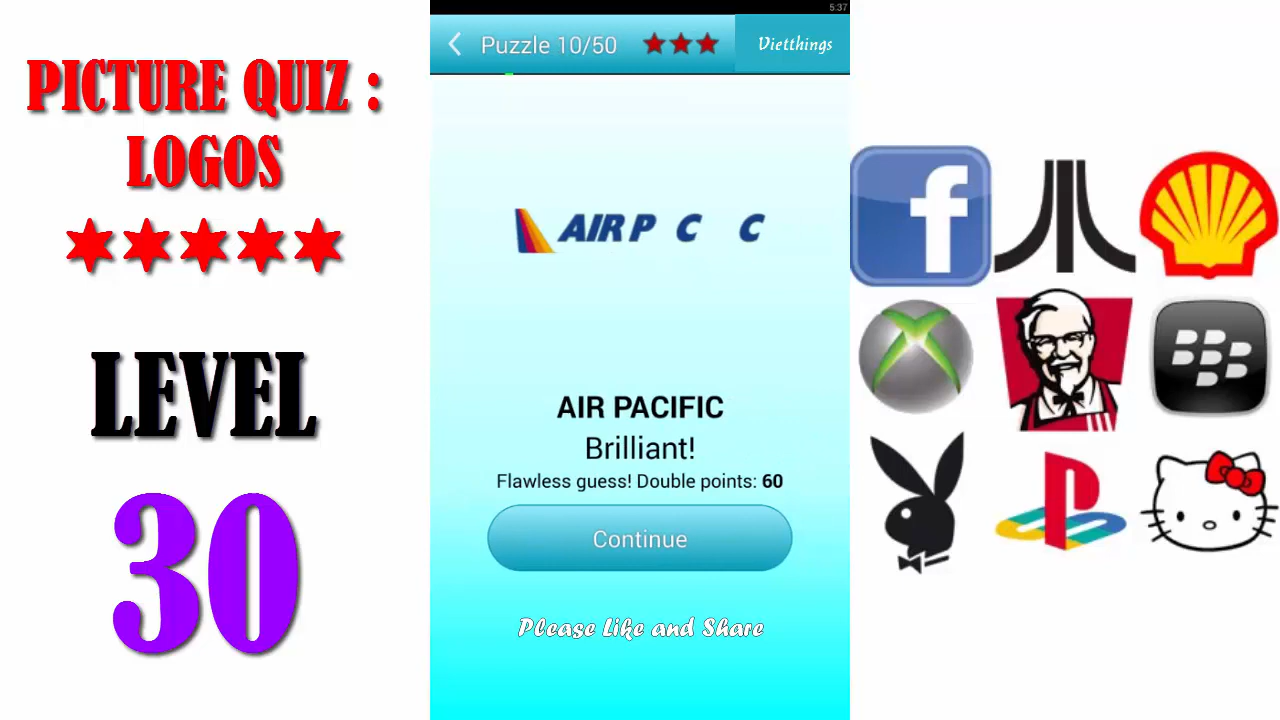 PICTURE QUIZ :
LOGOS
LEVEL
30
5:37
Puzzle 10/50
Vietthings
AIR P C C
AIR PACIFIC
Brilliant!
Flawless guess! Double points: 60
Continue
Please Like and Share
f